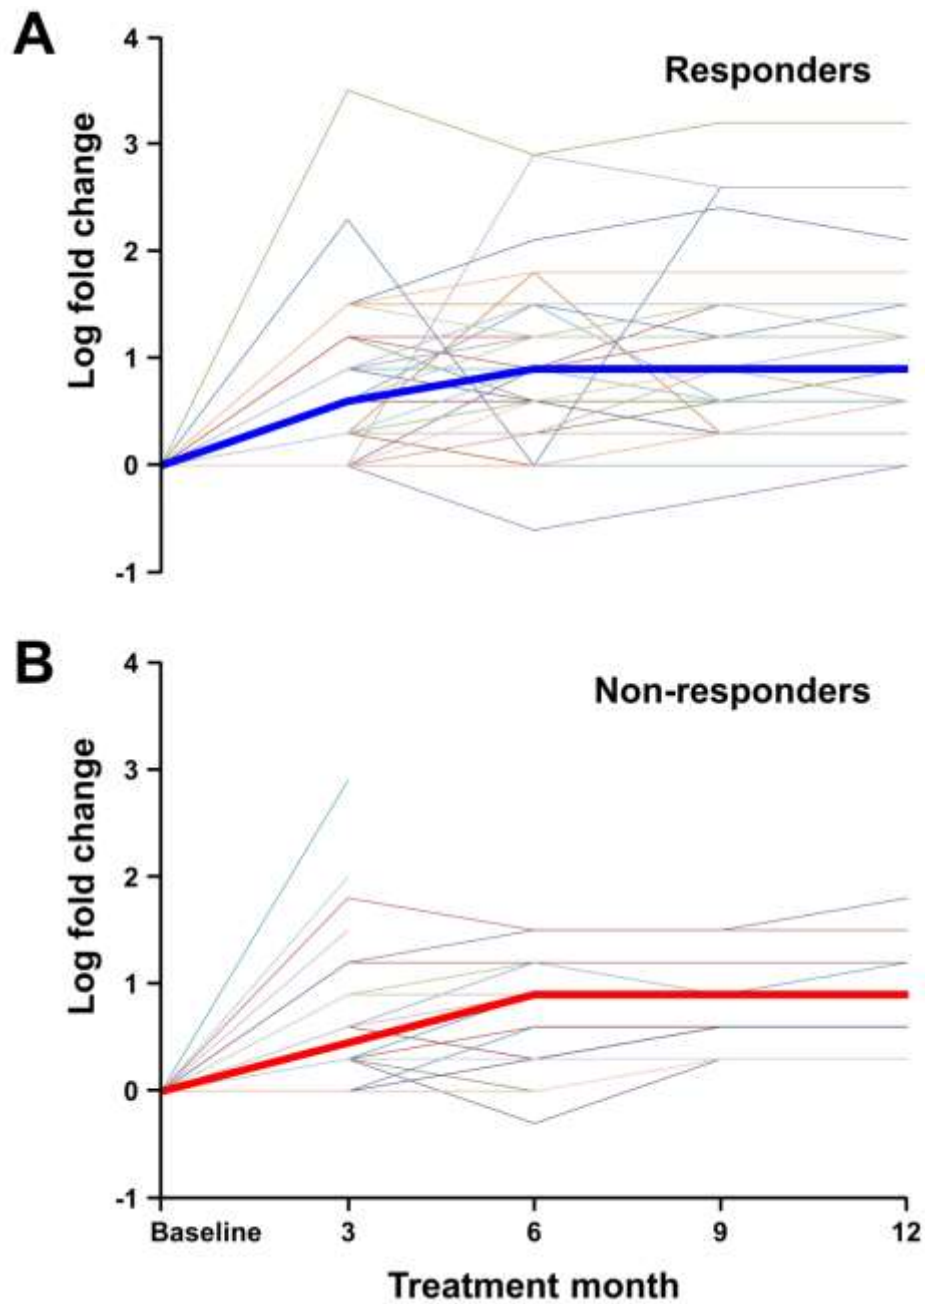 A
Responders
Log fold change
4
3
2
1
0
-1
B
Non-responders
Log fold change
4
3
2
1
0
-1
Baseline 3 6 9 12
Treatment month